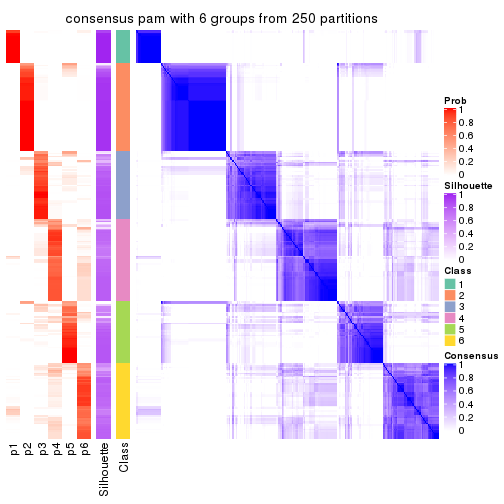 consensus pam with 6 groups from 250 partitions
Prob
1
0.8
0.6
0.4
0.2
0
Silhouette
1
0.8
0.6
0.4
0.2
0
Class
1
2
3
4
5
6
Consensus
1
0.8
0.6
0.4
0.2
0
p1
p2
p3
p4
p5
p6
Silhouette
Class